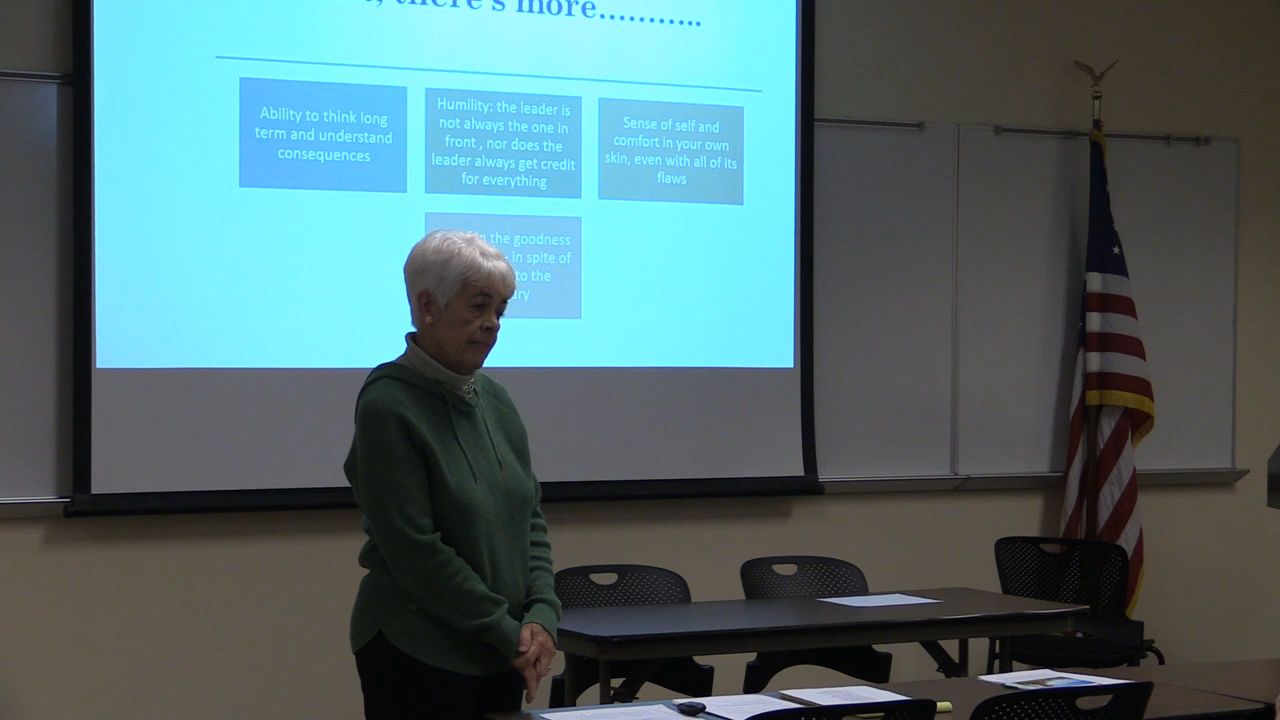 there's more...........
Ability to think long
term and understand
consequences
Humility: the leader is
not always the one in
front , nor does the
leader always get credit
for everything
Sense of self and
comfort in your own
skin, even with all of its
flaws
the goodness
- in spite of
to the